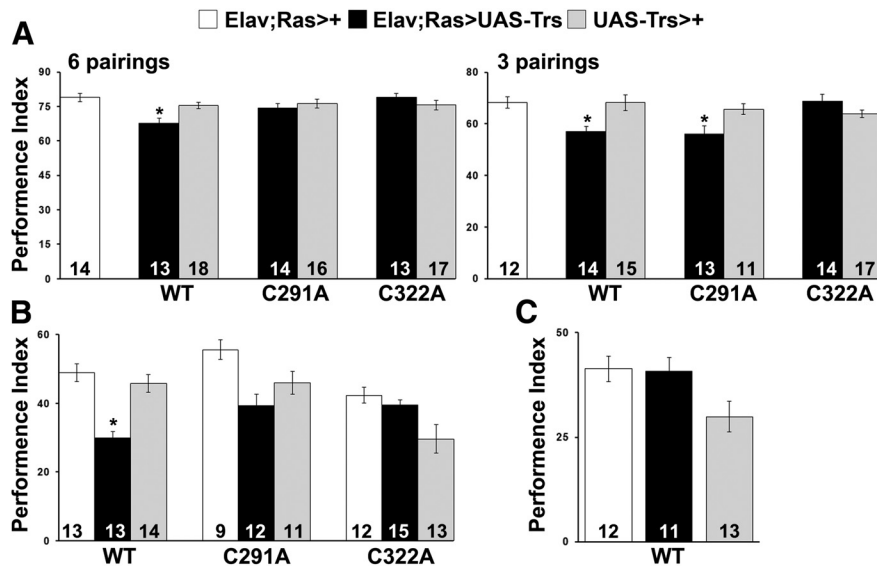 Elav;Ras>+ Elav;Ras>UAS-Trs UAS-Trs>+
A
6 pairings
Performence Index
90
75
60
45
30
15
0
14 13 18 14 16 13 17
WT C291A C322A
3 pairings
80
60
40
20
0
*
*
*
12 14 15 13 11 14 17
WT C291A C322A
B
Performence Index
60
40
20
0
*
13 13 14 9 12 11 12 15 13
WT C291A C322A
C
Performence Index
50
25
0
12 11 13
WT